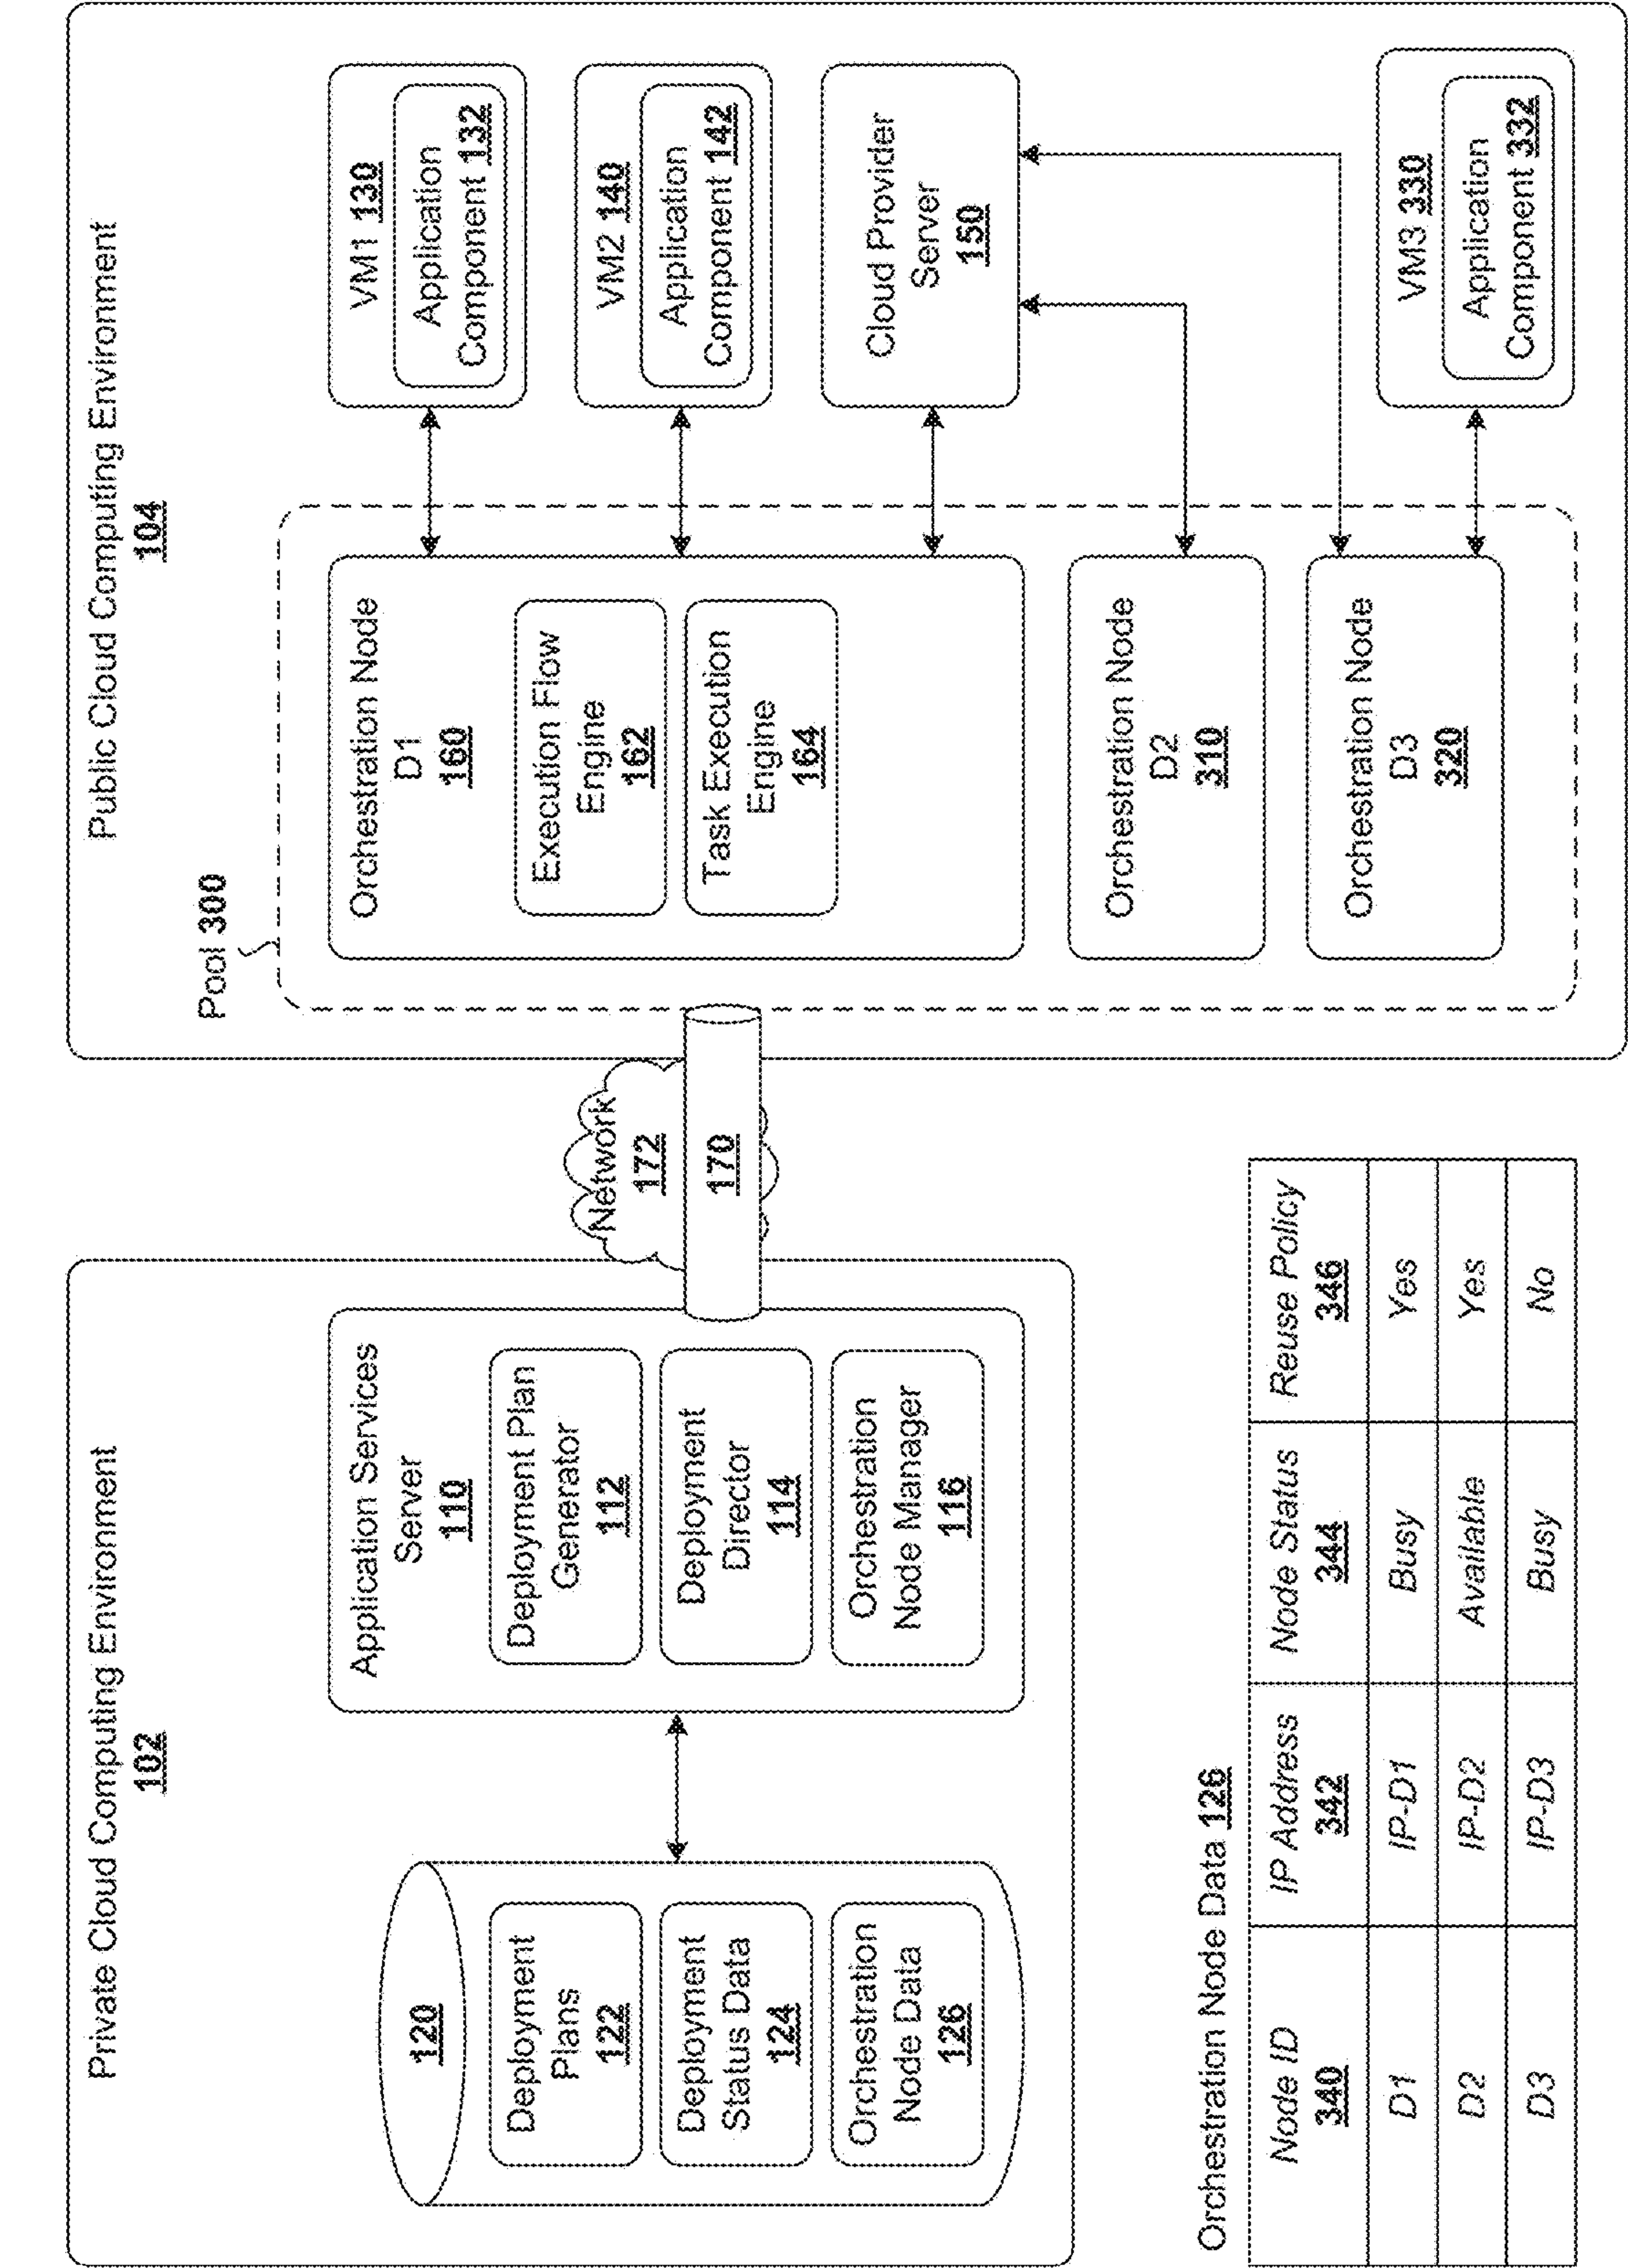 Private Cloud Computing Environment
102
120
Deployment
Plans
122
Deployment
Status Data
124
Orchestration
Node Data
126
Application Services
Server
110
Deployment Plan
Generator
112
Deployment
Director
114
Orchestration
Node Manager
116
Network
172
170
Public Cloud Computing Environment
104
Pool 300
Orchestration Node
D1
160
Execution Flow
Engine
162
Task Execution
Engine
164
Orchestration Node
D2
310
Orchestration Node
D3
320
VM1 130
Application
Component 132
VM2 140
Application
Component 142
Cloud Provider
Server
150
VM3 330
Application
Component 332
Orchestration Node Data 126
Node ID
340
IP Address
342
Node Status
344
Reuse Policy
346
D1 IP-D1 Busy Yes
D2 IP-D2 Available Yes
D3 IP-D3 Busy No